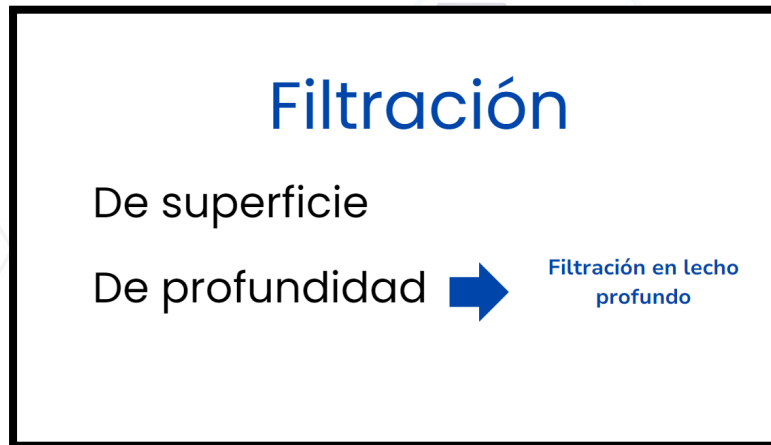 Filtración
De superficie
De profundidad
Filtración en lecho
profundo